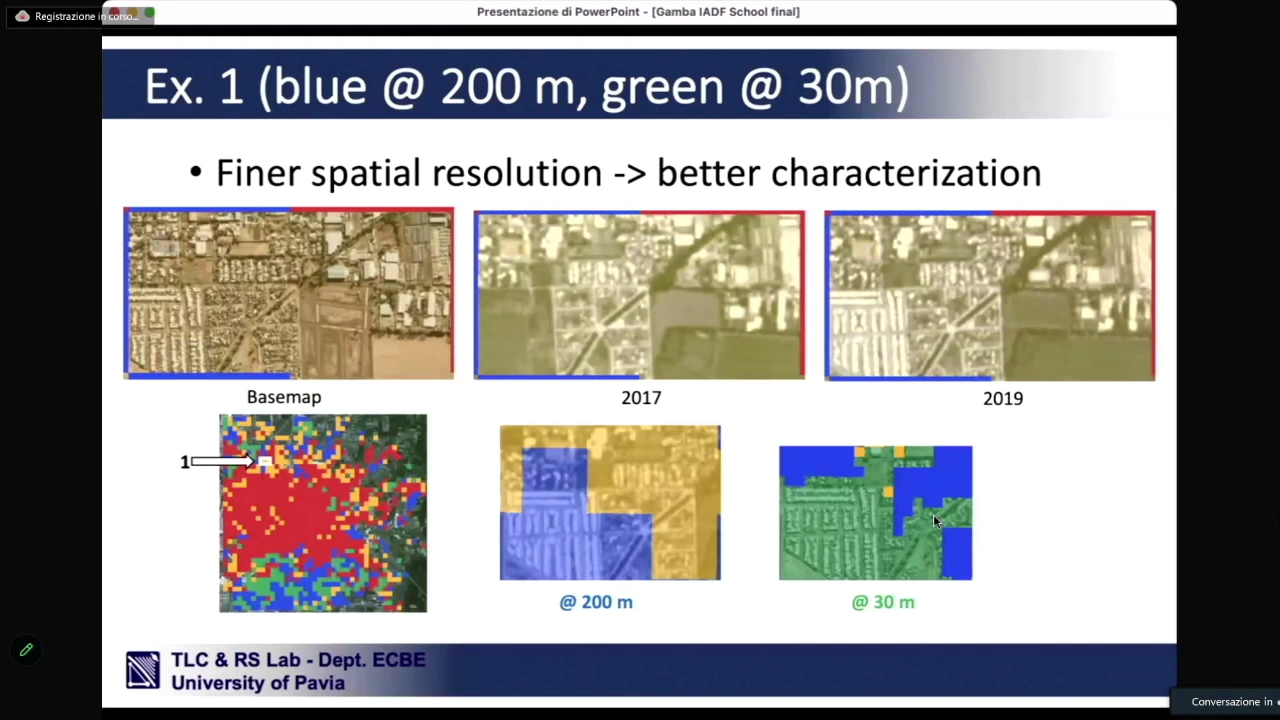 Presentazione di PowerPoint - [Gamba IADF School final]
Registrazione in corso...
Ex. 1 (blue @ 200 m, green @ 30m)
• Finer spatial resolution -> better characterization
Basemap
2017
2019
1
@ 200 m
@ 30 m
TLC & RS Lab - Dept. ECBE
University of Pavia
Conversazione in